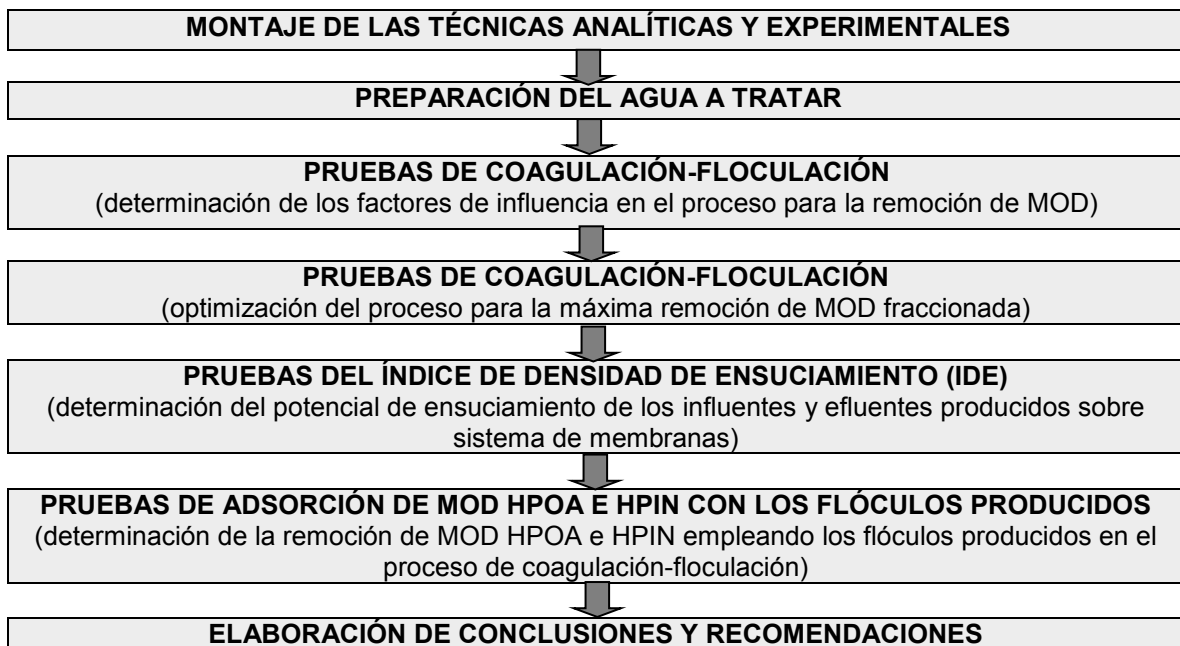 MONTAJE DE LAS TÉCNICAS ANALÍTICAS Y EXPERIMENTALES
PREPARACIÓN DEL AGUA A TRATAR
PRUEBAS DE COAGULACIÓN-FLOCULACIÓN
(determinación de los factores de influencia en el proceso para la remoción de MOD)
PRUEBAS DE COAGULACIÓN-FLOCULACIÓN
(optimización del proceso para la máxima remoción de MOD fraccionada)
PRUEBAS DEL ÍNDICE DE DENSIDAD DE ENSUCIAMIENTO (IDE)
(determinación del potencial de ensuciamiento de los influentes y efluentes producidos sobre
sistema de membranas)
PRUEBAS DE ADSORCIÓN DE MOD HPOA E HPIN CON LOS FLÓCULOS PRODUCIDOS
(determinación de la remoción de MOD HPOA e HPIN empleando los flóculos producidos en el
proceso de coagulación-floculación)
ELABORACIÓN DE CONCLUSIONES Y RECOMENDACIONES